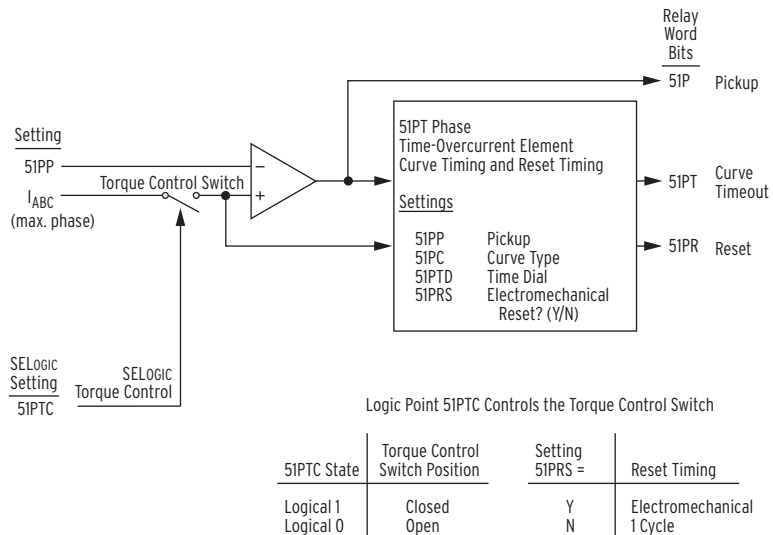 Relay
Word
Bits
51P Pickup
51PT Phase
Time-Overcurrent Element
Curve Timing and Reset Timing
Settings
51PP Pickup
51PC Curve Type
51PTD Time Dial
51PRS Electromechanical
Reset? (Y/N)
51PT Curve
Timeout
51PR Reset
Setting
51PP
IABC
(max. phase)
Torque Control Switch
−
+
SELOGIC
Setting
51PTC
SELOGIC
Torque Control
Logic Point 51PTC Controls the Torque Control Switch
51PTC State Torque Control
Switch Position
Logical 1 Closed
Logical 0 Open
Setting
51PRS = Reset Timing
Y Electromechanical
N 1 Cycle